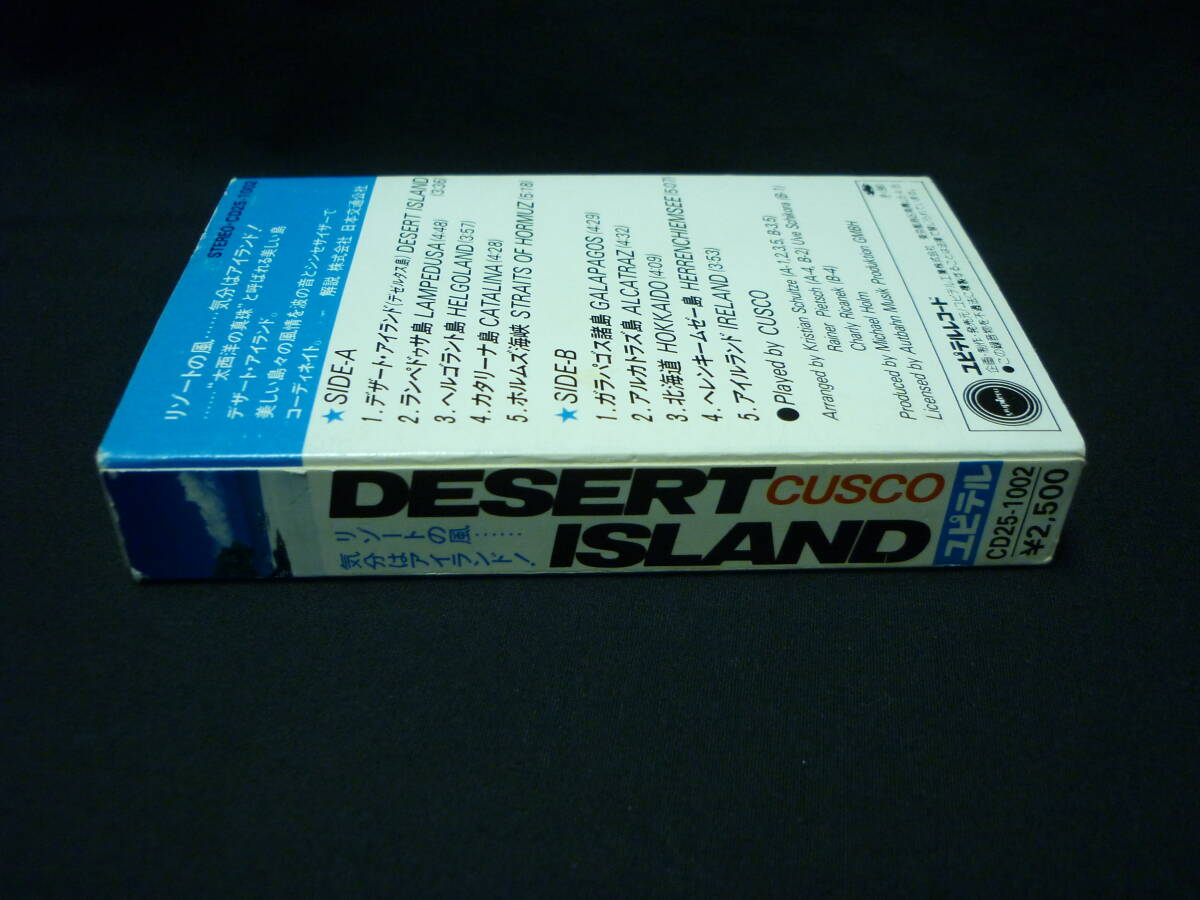 STEREO-CD25-1002
リゾートの風……気分はアイランド!
……"太西洋の真珠"と呼ばれる美しい島
デザート・アイランド。
美しい島々の風情を波の音とシンセサイザーで
コーディネイト。
解説 株式会社 日本交通公社
★ SIDE-A
1. デザート・アイランド(デゼルタス島) DESERT ISLAND (3:36)
2. ランペドゥサ島 LAMPEDUSA (4:48)
3. ヘルゴランド島 HELGOLAND (3:57)
4. カタリーナ島 CATALINA (4:28)
5. ホルムズ海峡 STRAITS OF HORMUZ (5:18)
★ SIDE-B
1. ガラパゴス諸島 GALAPAGOS (4:29)
2. アルカトラズ島 ALCATRAZ (4:32)
3. 北海道 HOKKAIDO (4:09)
4. ヘレンキームゼー島 HERRENCHIEMSEE (5:07)
5. アイルランド IRELAND (3:53)
● Played by CUSCO
Arranged by Kristian Schultze (A-1,2,3,5, B-3,5)
Rainer Pietsch (A-4, B-2) Uve Schikora (B-1)
Charly Ricanek (B-4)
Produced by Michael Holm
Licensed by Autobahn Musik Produktion GMBH
ユピテルレコード
DESERT
ISLAND
CUSCO
リゾートの風……
気分はアイランド!
ユピテル
CD25-1002
¥2,500